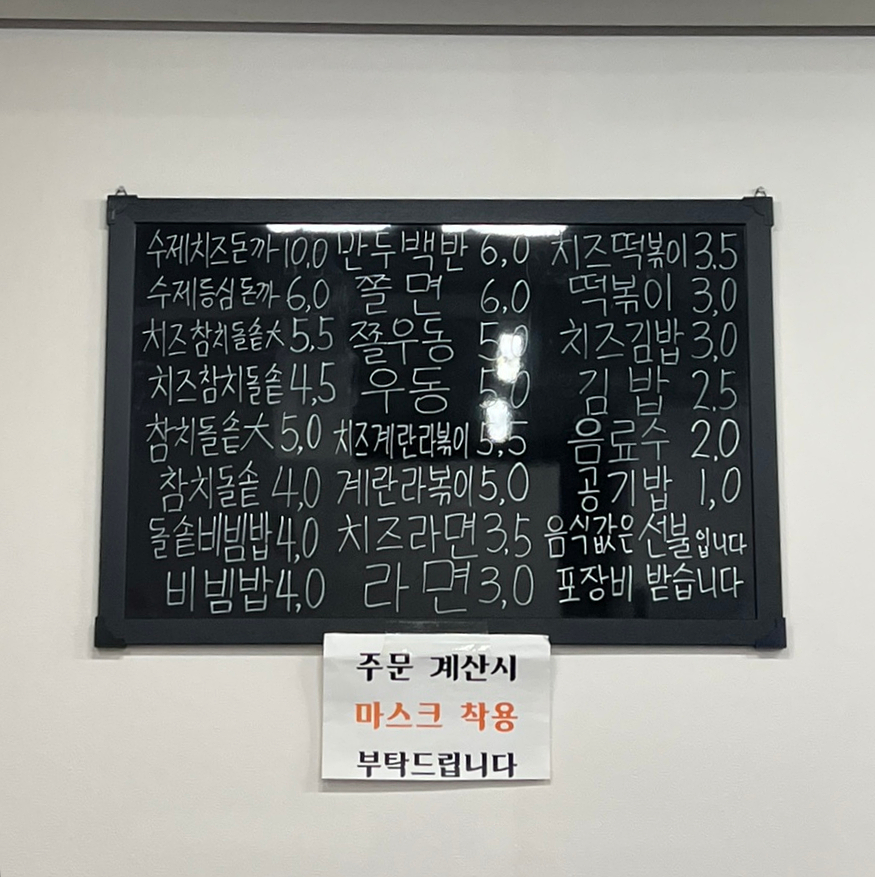 수제치즈돈까 10,0
수제등심돈까 6,0
치즈참치돌솥大 5,5
치즈참치돌솥 4,5
참치돌솥大 5,0
참치돌솥 4,0
돌솥비빔밥 4,0
비빔밥 4,0
만두백반 6,0
쫄면 6,0
쫄우동 5,0
우동 5,0
치즈계란라볶이 5,5
계란라볶이 5,0
치즈라면 3,5
라면 3,0
치즈떡볶이 3,5
떡볶이 3,0
치즈김밥 3,0
김밥 2,5
음료수 2,0
공기밥 1,0
음식값은 선불입니다
포장비 받습니다
주문 계산시
마스크 착용
부탁드립니다